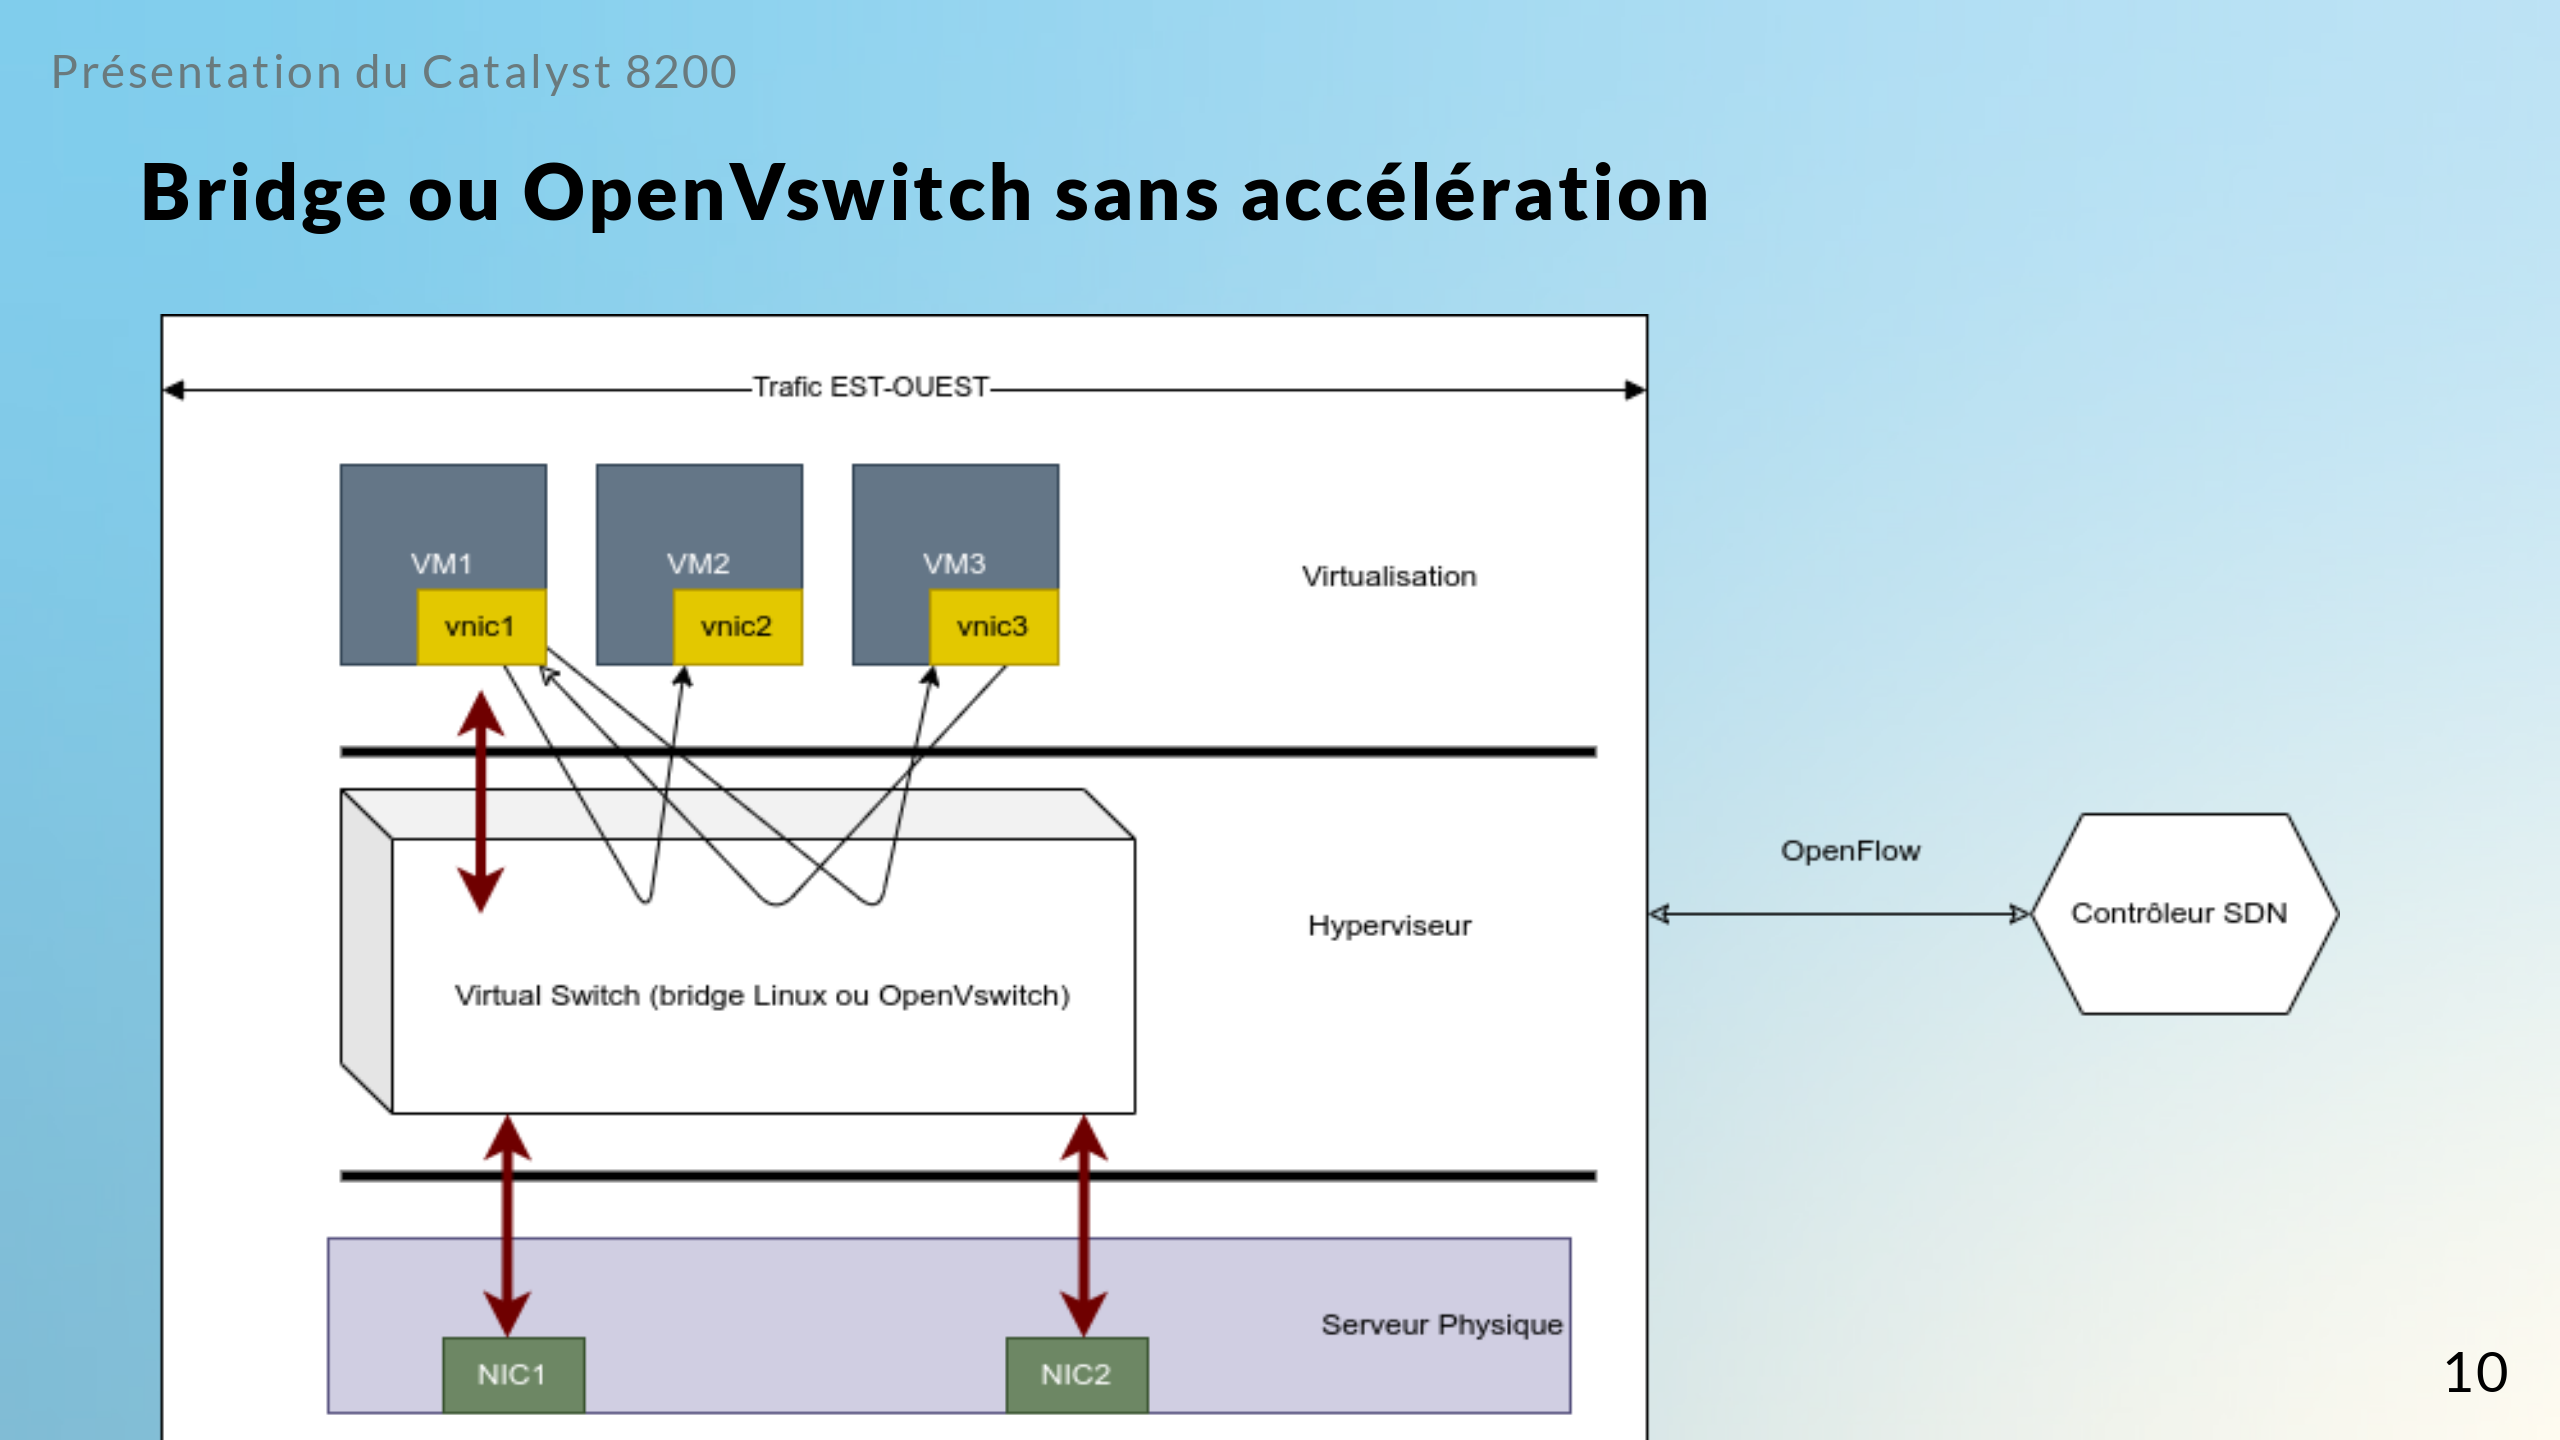 Présentation du Catalyst 8200
Bridge ou OpenVswitch sans accélération
Trafic EST-OUEST
VM1
VM2
VM3
Virtualisation
vnic1
vnic2
vnic3
OpenFlow
Contrôleur SDN
Hyperviseur
Virtual Switch (bridge Linux ou OpenVswitch)
Serveur Physique
NIC1
NIC2
10